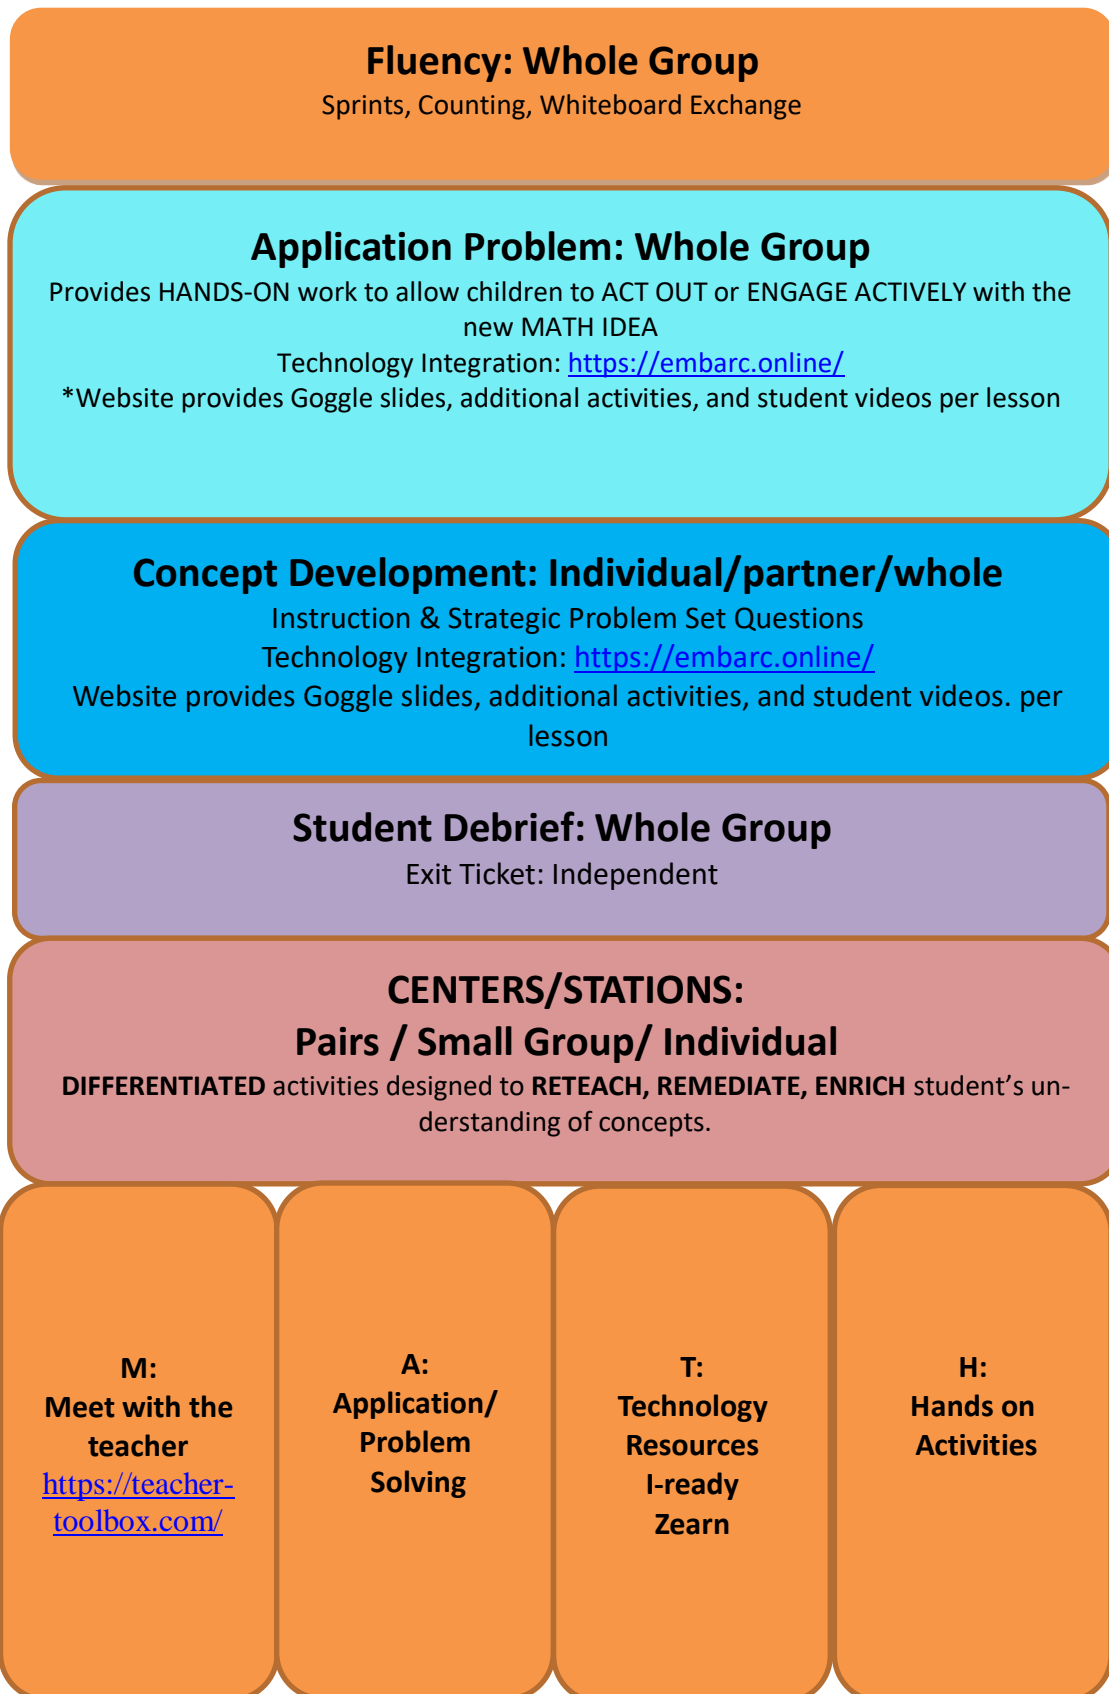 Fluency: Whole Group
Sprints, Counting, Whiteboard Exchange
Application Problem: Whole Group
Provides HANDS-ON work to allow children to ACT OUT or ENGAGE ACTIVELY with the
new MATH IDEA
Technology Integration: https://embarc.online/
*Website provides Goggle slides, additional activities, and student videos per lesson
Concept Development: Individual/partner/whole
Instruction & Strategic Problem Set Questions
Technology Integration: https://embarc.online/
Website provides Goggle slides, additional activities, and student videos. per
lesson
Student Debrief: Whole Group
Exit Ticket: Independent
CENTERS/STATIONS:
Pairs / Small Group/ Individual
DIFFERENTIATED activities designed to RETEACH, REMEDIATE, ENRICH student’s un-
derstanding of concepts.
M:
Meet with the
teacher
https://teacher-
toolbox.com/
A:
Application/
Problem
Solving
T:
Technology
Resources
I-ready
Zearn
H:
Hands on
Activities